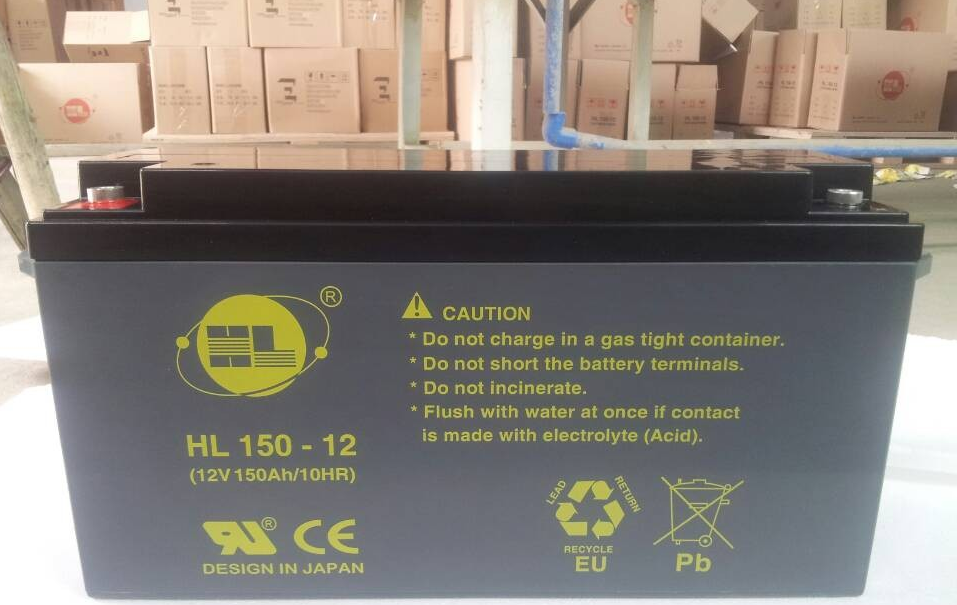 HL
®
CAUTION
* Do not charge in a gas tight container.
* Do not short the battery terminals.
* Do not incinerate.
* Flush with water at once if contact
is made with electrolyte (Acid).
HL 150 - 12
(12V 150Ah/10HR)
® CE
DESIGN IN JAPAN
LEAD RETURN
RECYCLE
EU
Pb